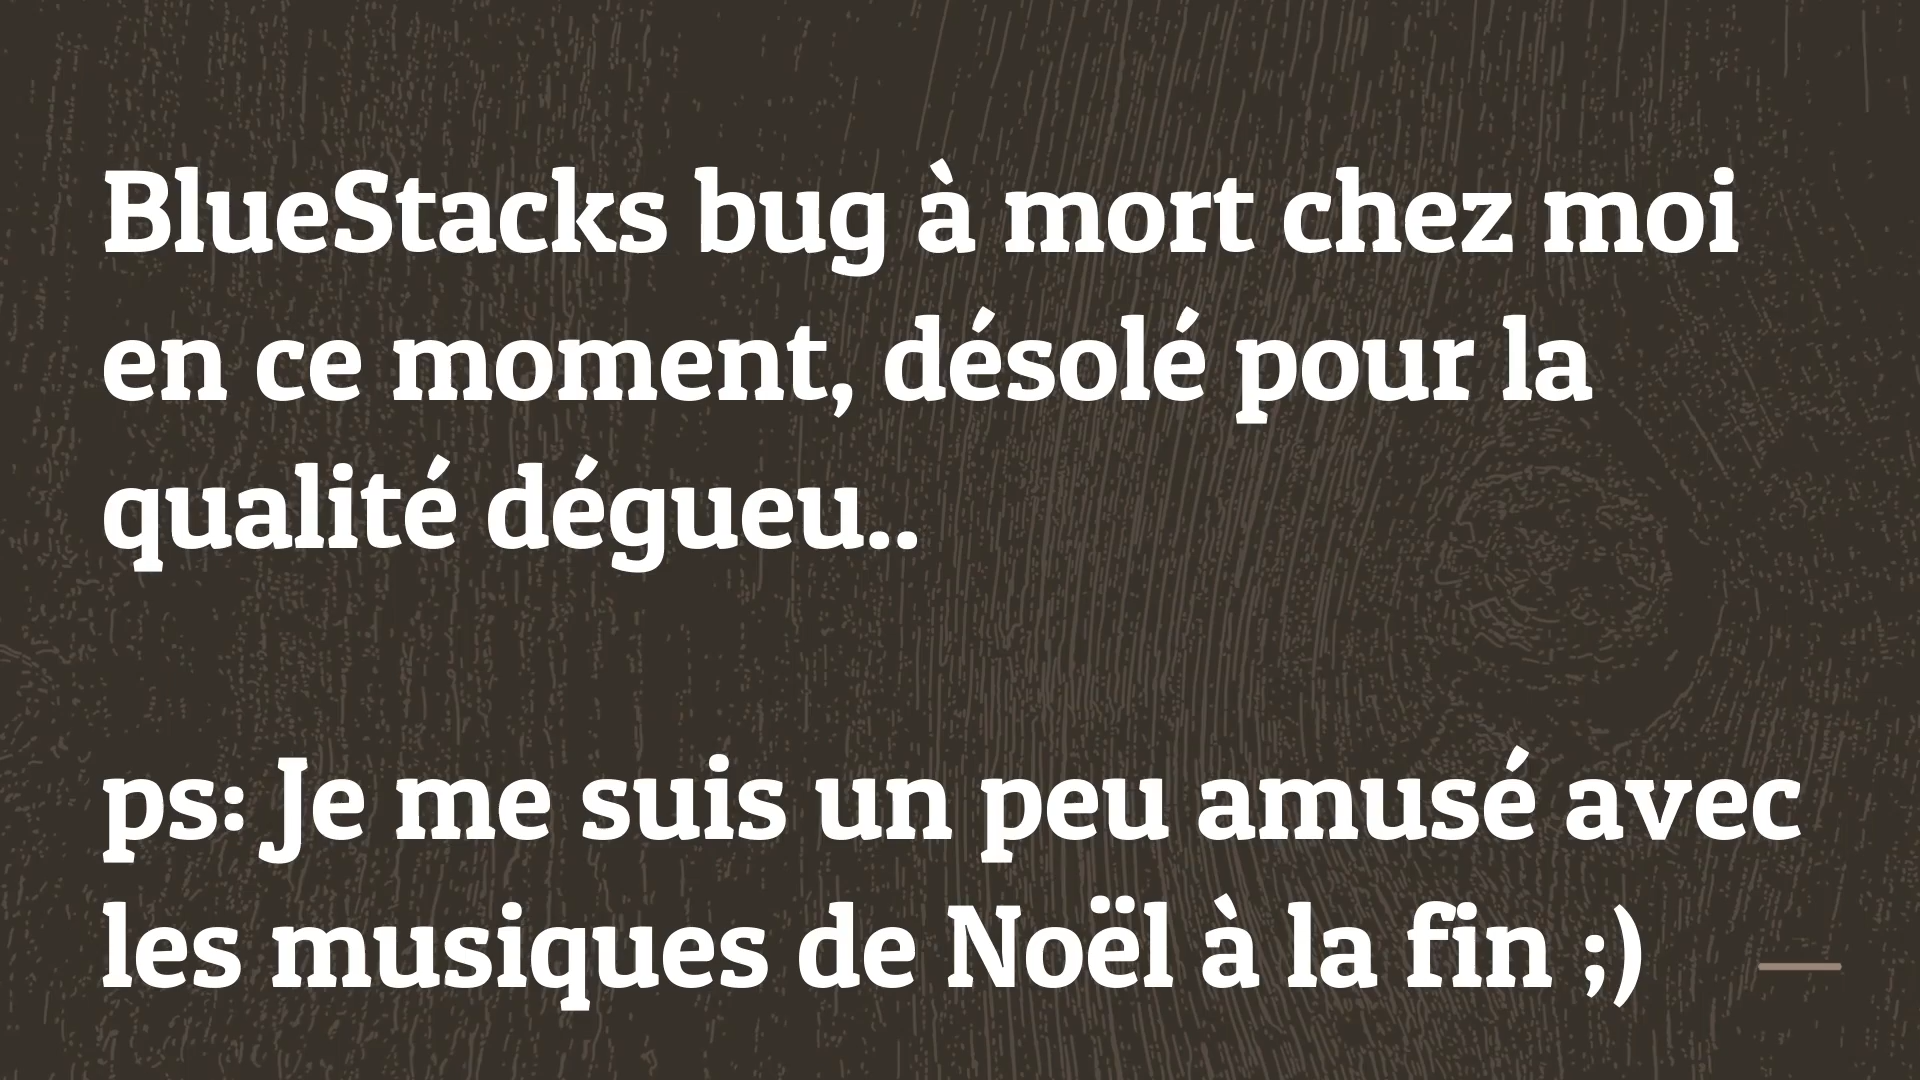 BlueStacks bug à mort chez moi
en ce moment, désolé pour la
qualité dégueu..
ps: Je me suis un peu amusé avec
les musiques de Noël à la fin ;)